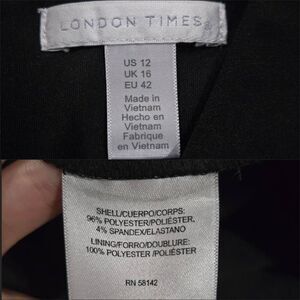 LONDON TIMES
US 12
UK 16
EU 42
Made in
Vietnam
Hecho en
Vietnam
Fabrique
en Vietnam
SHELL/CUERPO/CORPS:
96% POLYESTER/POLIÉSTER,
4% SPANDEX/ELASTANO
LINING/FORRO/DOUBLURE:
100% POLYESTER /POLIÉSTER
RN 58142